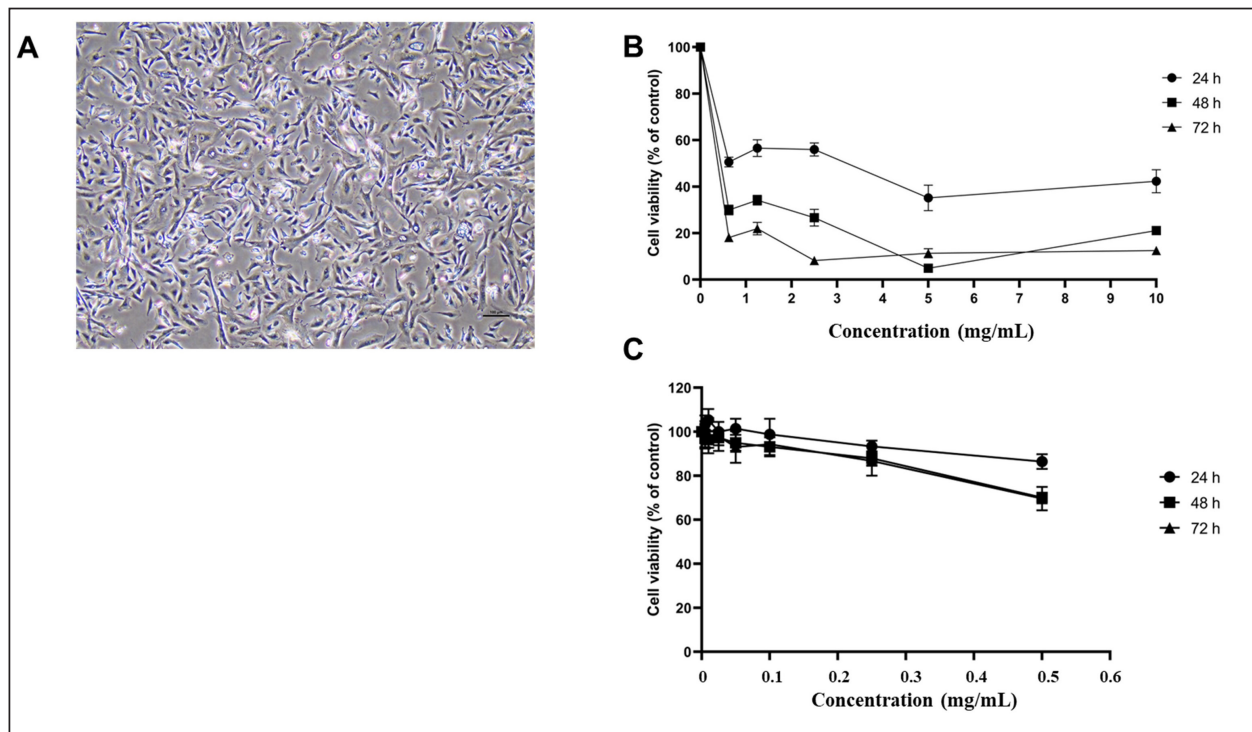 A
B
Cell viability (% of control)
100
80
60
40
20
0
0 1 2 3 4 5 6 7 8 9 10
Concentration (mg/mL)
24 h
48 h
72 h
C
Cell viability (% of control)
120
100
80
60
40
20
0
0 0.1 0.2 0.3 0.4 0.5 0.6
Concentration (mg/mL)
24 h
48 h
72 h